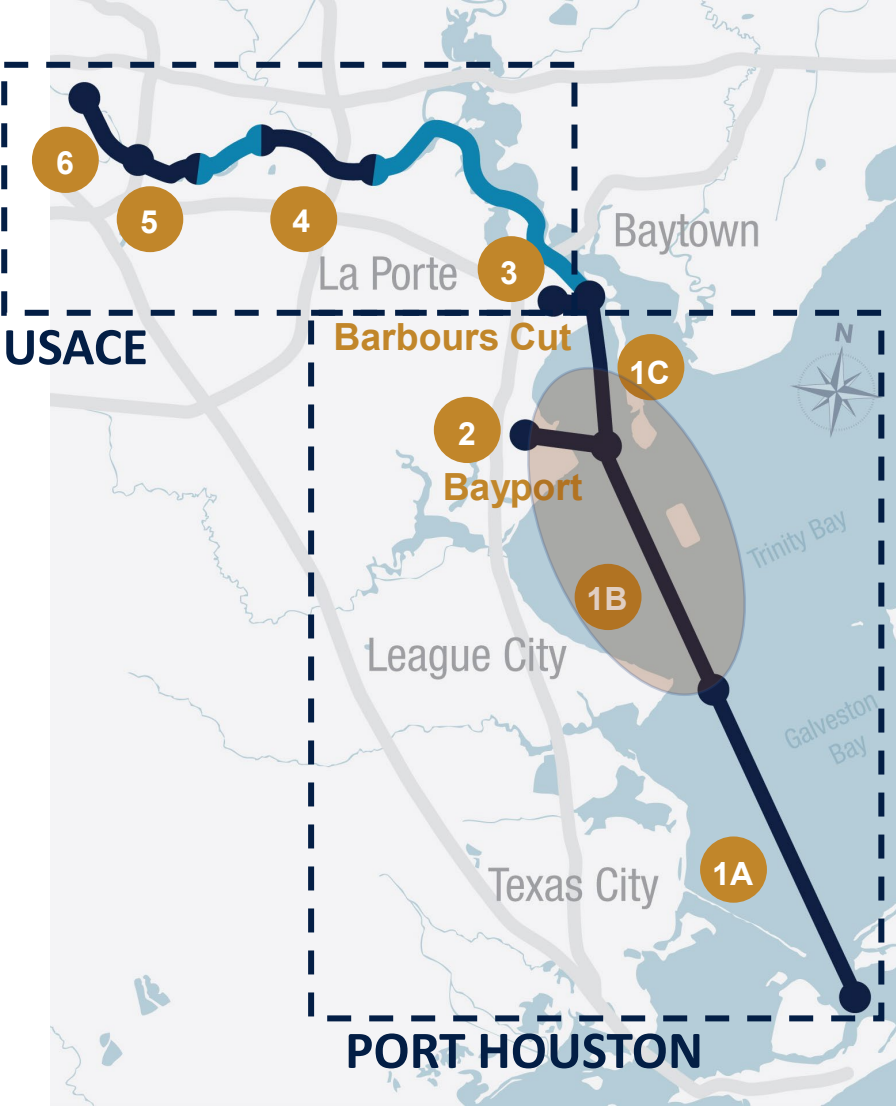 6
5
4
3
Baytown
La Porte
USACE
Barbours Cut
N
1C
2
Bayport
Trinity Bay
1B
League City
Galveston
Bay
1A
Texas City
PORT HOUSTON